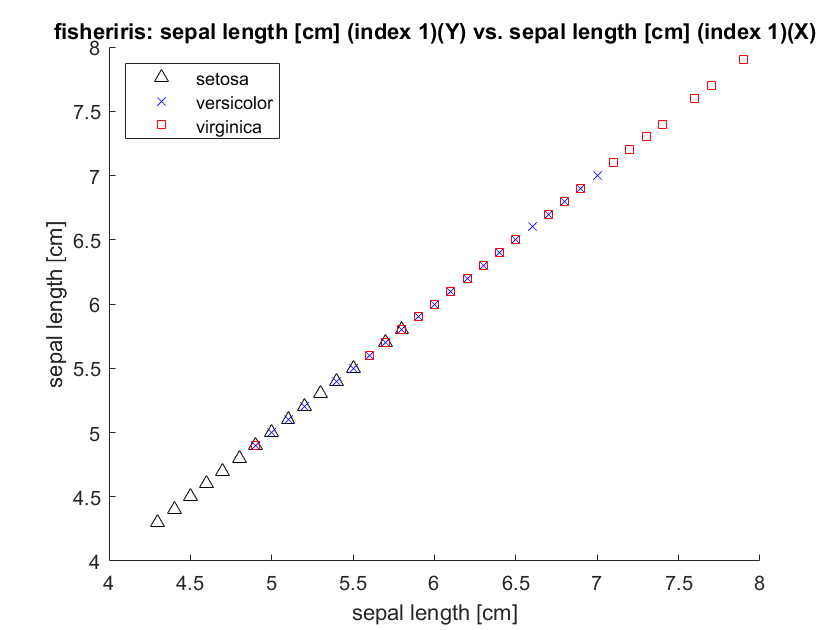 fisheriris: sepal length [cm] (index 1)(Y) vs. sepal length [cm] (index 1)(X)
8
7.5
7
6.5
6
5.5
5
4.5
4
sepal length [cm]
setosa
versicolor
virginica
4 4.5 5 5.5 6 6.5 7 7.5 8
sepal length [cm]